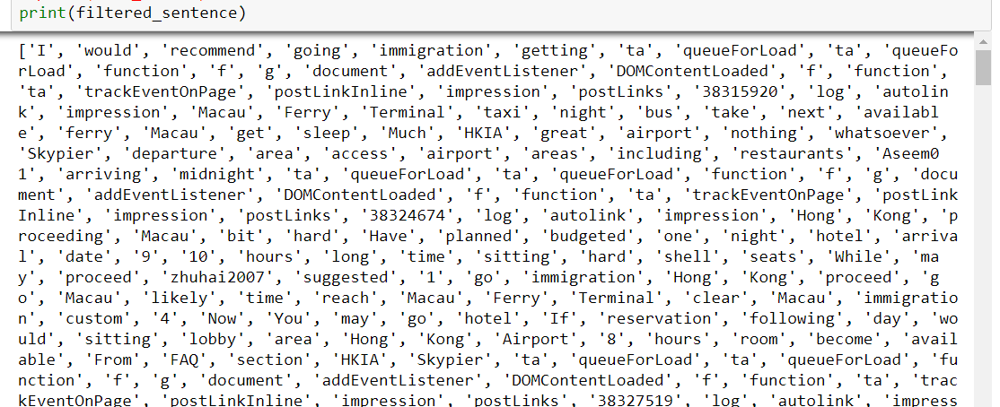 print(filtered_sentence)
['I', 'would', 'recommend', 'going', 'immigration', 'getting', 'ta', 'queueForLoad', 'ta', 'queueFo
rLoad', 'function', 'f', 'g', 'document', 'addEventListener', 'DOMContentLoaded', 'f', 'function',
'ta', 'trackEventOnPage', 'postLinkInline', 'impression', 'postLinks', '38315920', 'log', 'autolin
k', 'impression', 'Macau', 'Ferry', 'Terminal', 'taxi', 'night', 'bus', 'take', 'next', 'availabl
e', 'ferry', 'Macau', 'get', 'sleep', 'Much', 'HKIA', 'great', 'airport', 'nothing', 'whatsoever',
'Skypier', 'departure', 'area', 'access', 'airport', 'areas', 'including', 'restaurants', 'Aseem0
1', 'arriving', 'midnight', 'ta', 'queueForLoad', 'ta', 'queueForLoad', 'function', 'f', 'g', 'docu
ment', 'addEventListener', 'DOMContentLoaded', 'f', 'function', 'ta', 'trackEventOnPage', 'postLink
Inline', 'impression', 'postLinks', '38324674', 'log', 'autolink', 'impression', 'Hong', 'Kong', 'p
roceeding', 'Macau', 'bit', 'hard', 'Have', 'planned', 'budgeted', 'one', 'night', 'hotel', 'arriva
l', 'date', '9', '10', 'hours', 'long', 'time', 'sitting', 'hard', 'shell', 'seats', 'While', 'ma
y', 'proceed', 'zhuhai2007', 'suggested', '1', 'go', 'immigration', 'Hong', 'Kong', 'proceed', 'g
o', 'Macau', 'likely', 'time', 'reach', 'Macau', 'Ferry', 'Terminal', 'clear', 'Macau', 'immigratio
n', 'custom', '4', 'Now', 'You', 'may', 'go', 'hotel', 'If', 'reservation', 'following', 'day', 'wo
uld', 'sitting', 'lobby', 'area', 'Hong', 'Kong', 'Airport', '8', 'hours', 'room', 'become', 'avail
able', 'From', 'FAQ', 'section', 'HKIA', 'Skypier', 'ta', 'queueForLoad', 'ta', 'queueForLoad', 'fu
nction', 'f', 'g', 'document', 'addEventListener', 'DOMContentLoaded', 'f', 'function', 'ta', 'trac
kEventOnPage', 'postLinkInline', 'impression', 'postLinks', '38327519', 'log', 'autolink', 'impress